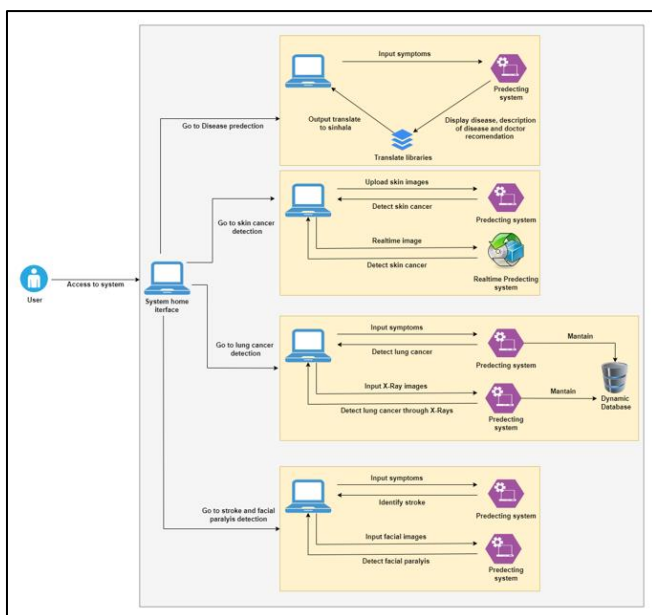 Input symptoms
Predecting
system
Go to Disease predection
Output translate
to sinhala
Display disease, description
of disease and doctor
recomendation
Translate libraries
Upload skin images
Detect skin cancer
Predecting system
Go to skin cancer
detection
Realtime image
Detect skin cancer
Realtime Predecting
system
User
Access to system
System home
iterface
Go to lung cancer
detection
Input symptoms
Detect lung cancer
Predecting
system
Mantain
Input X-Ray images
Detect lung cancer through X-Rays
Predecting
system
Mantain
Dynamic
Database
Go to stroke and facial
paralyis detection
Input symptoms
Identify stroke
Predecting system
Input facial images
Detect facial paralyis
Predecting
system